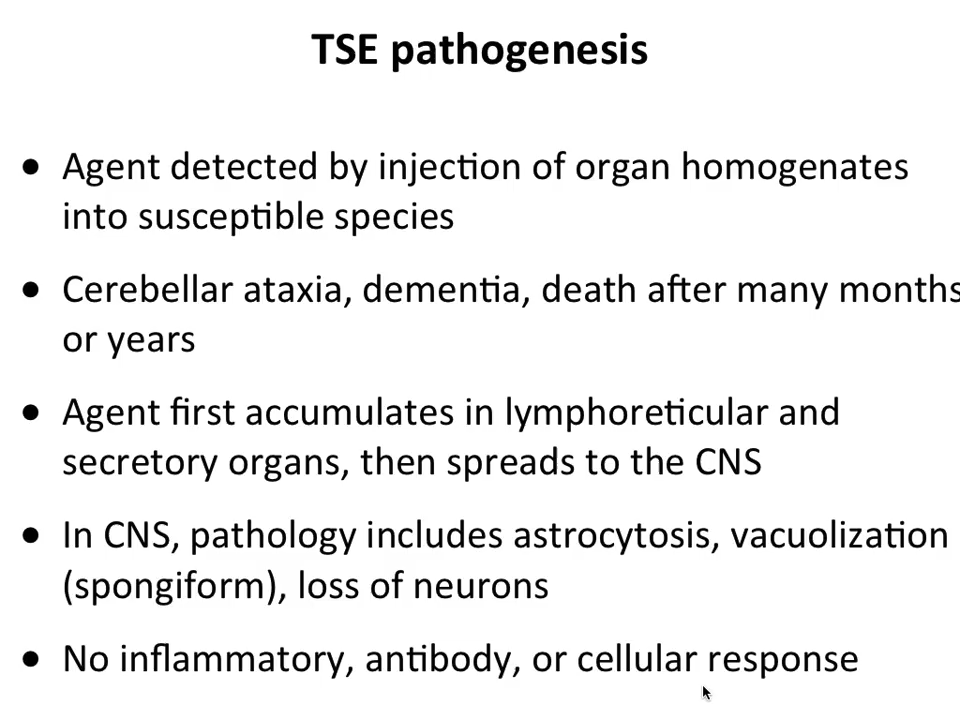 TSE pathogenesis
• Agent detected by injection of organ homogenates
into susceptible species
• Cerebellar ataxia, dementia, death after many months
or years
• Agent first accumulates in lymphoreticular and
secretory organs, then spreads to the CNS
• In CNS, pathology includes astrocytosis, vacuolization
(spongiform), loss of neurons
• No inflammatory, antibody, or cellular response